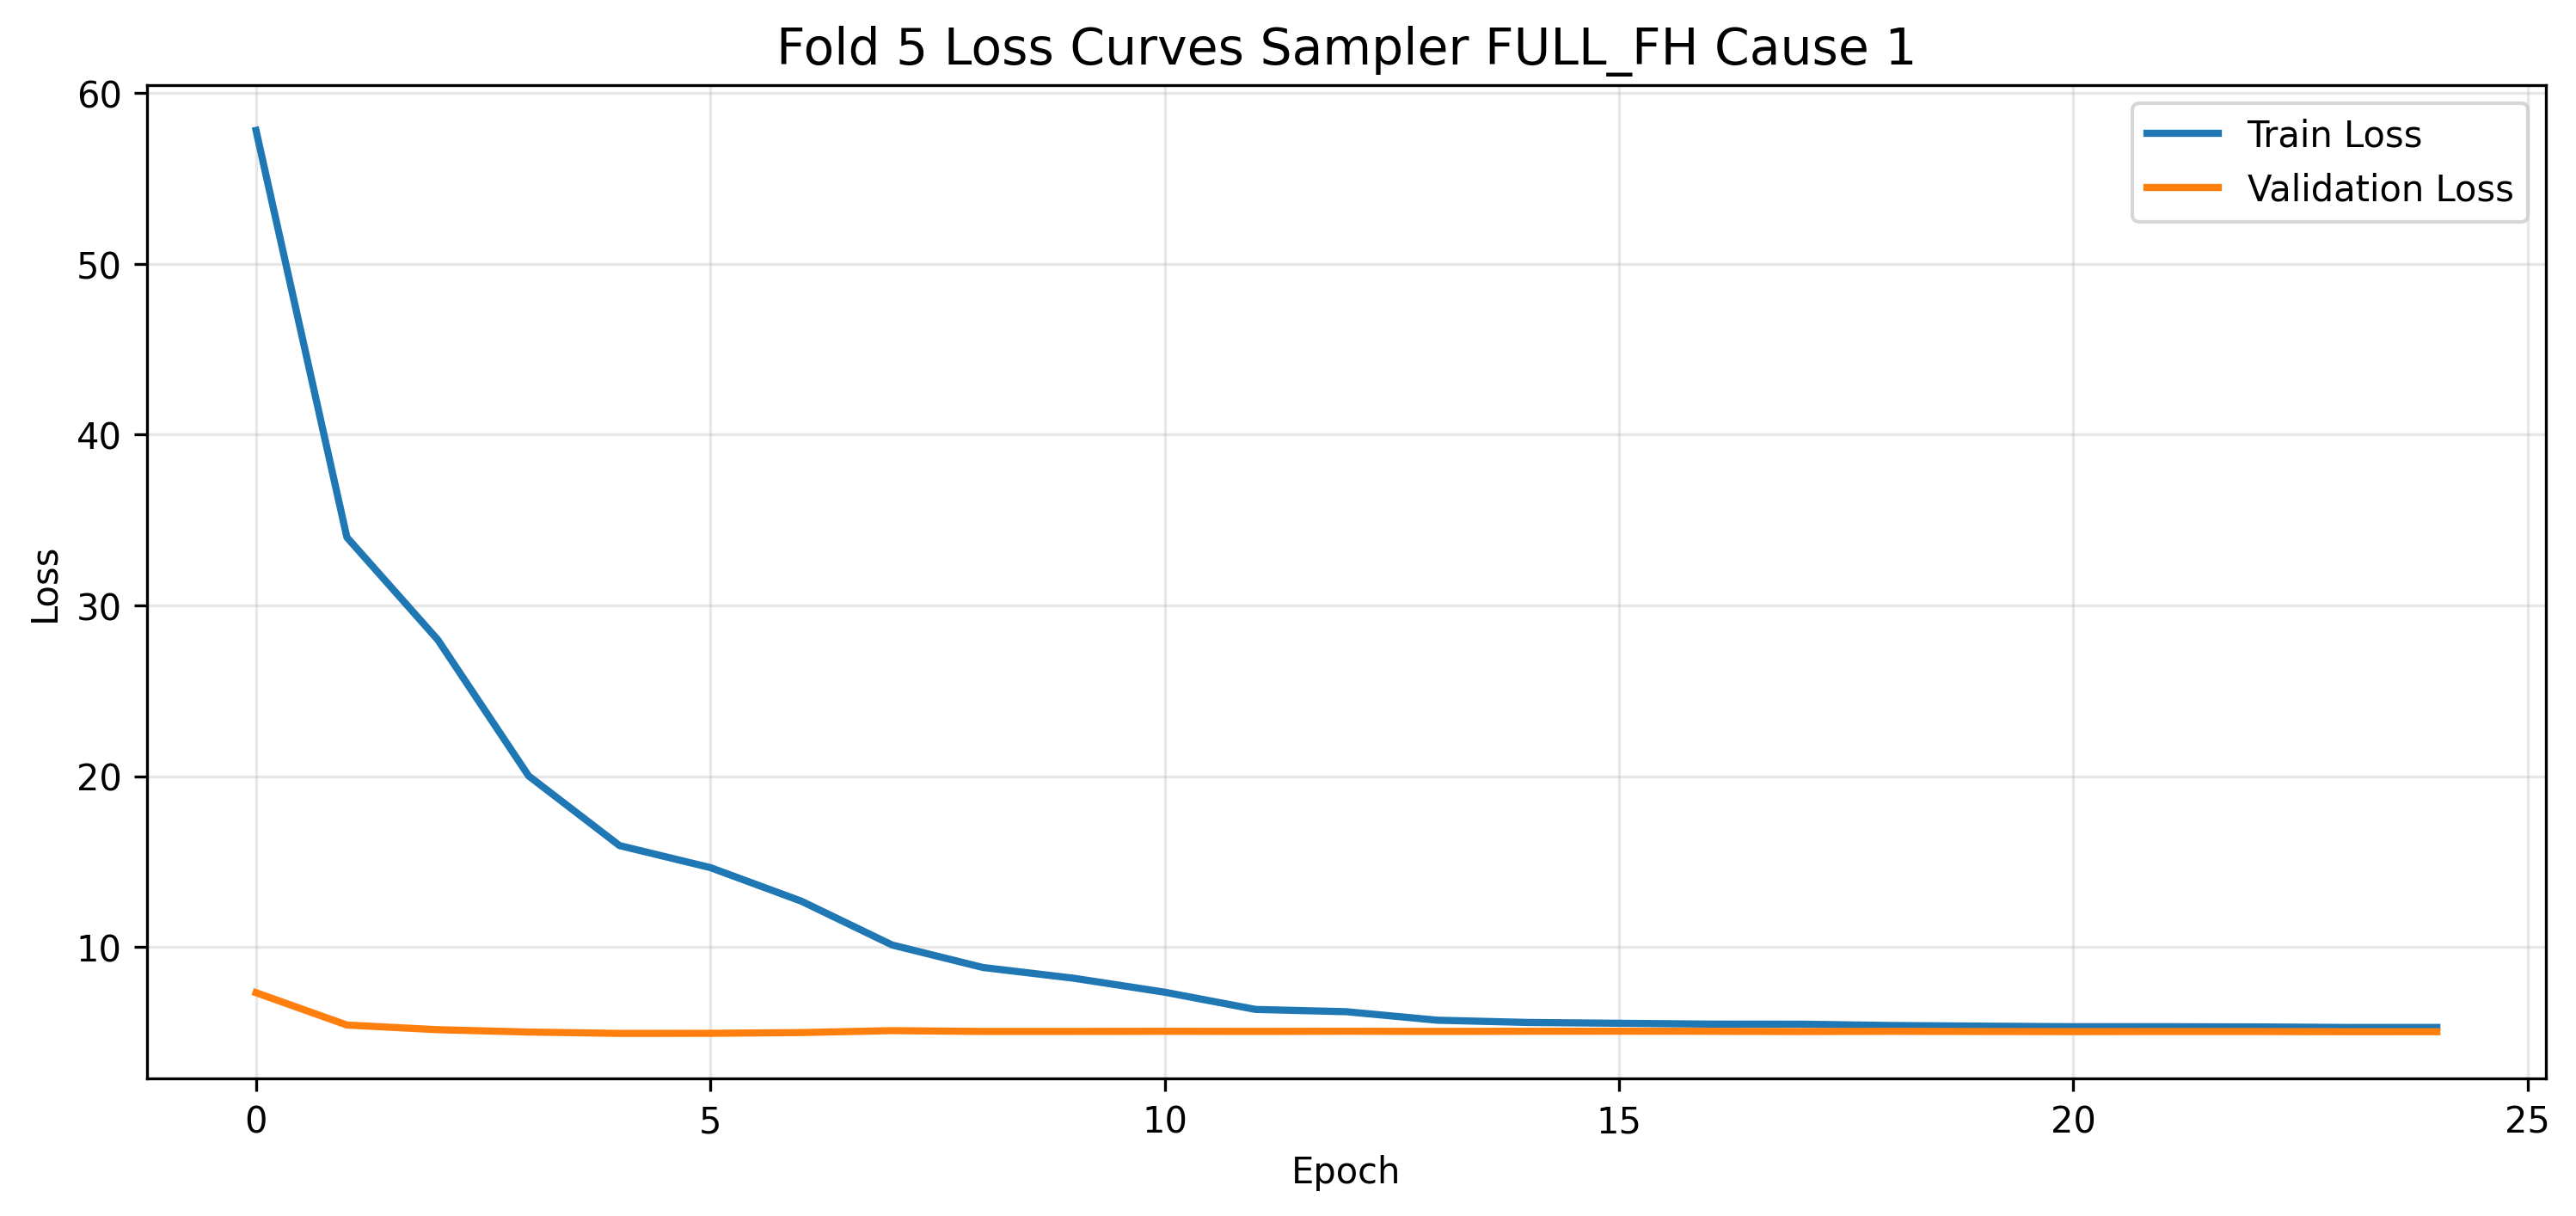 Fold 5 Loss Curves Sampler FULL_FH Cause 1
Train Loss
Validation Loss
Loss
60
50
40
30
20
10
0 5 10 15 20 25
Epoch